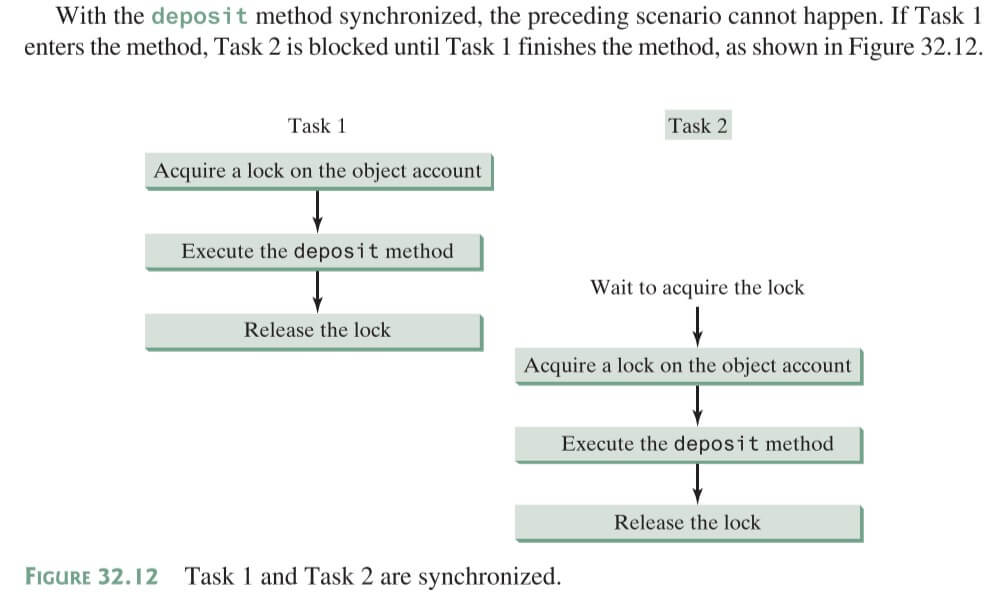 With the deposit method synchronized, the preceding scenario cannot happen. If Task 1
enters the method, Task 2 is blocked until Task 1 finishes the method, as shown in Figure 32.12.
Task 1
Task 2
Acquire a lock on the object account
Execute the deposit method
Wait to acquire the lock
Release the lock
Acquire a lock on the object account
Execute the deposit method
Release the lock
FIGURE 32.12 Task 1 and Task 2 are synchronized.